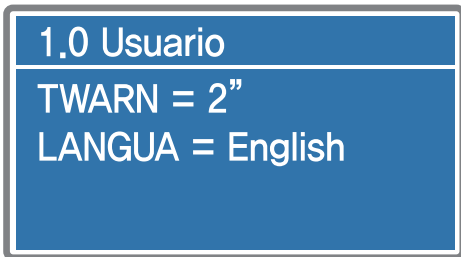 1.0 Usuario
TWARN = 2”
LANGUA = English